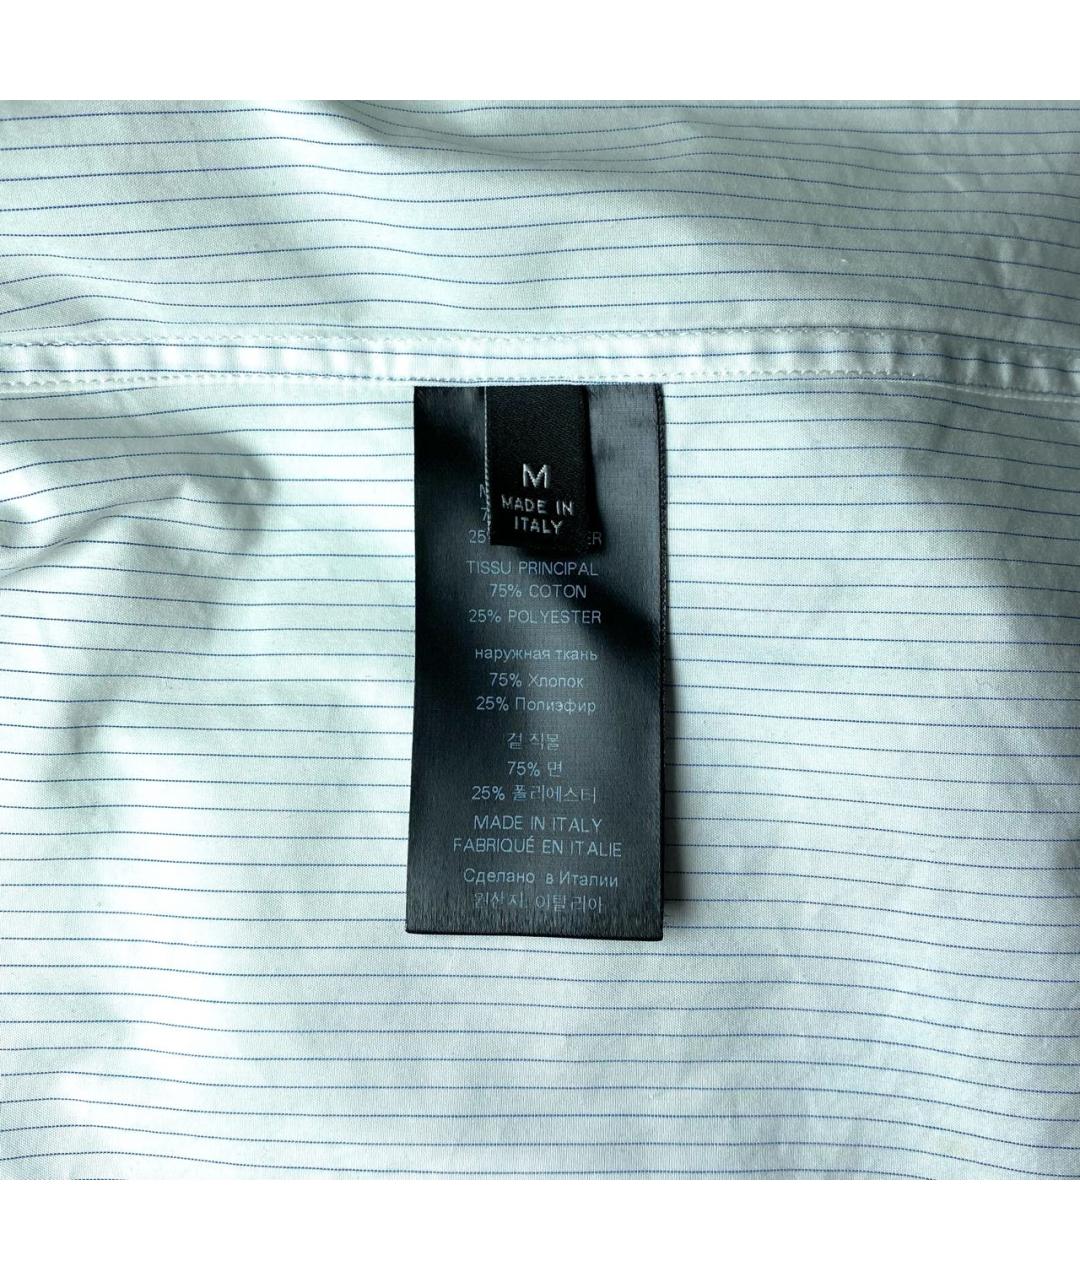 M
MADE IN
ITALY
TISSU PRINCIPAL
75% COTON
25% POLYESTER
наружная ткань
75% Хлопок
25% Полиэфир
겉 직물
75% 면
25% 폴리에스터
MADE IN ITALY
FABRIQUÉ EN ITALIE
Сделано в Италии
원산지 이탈리아